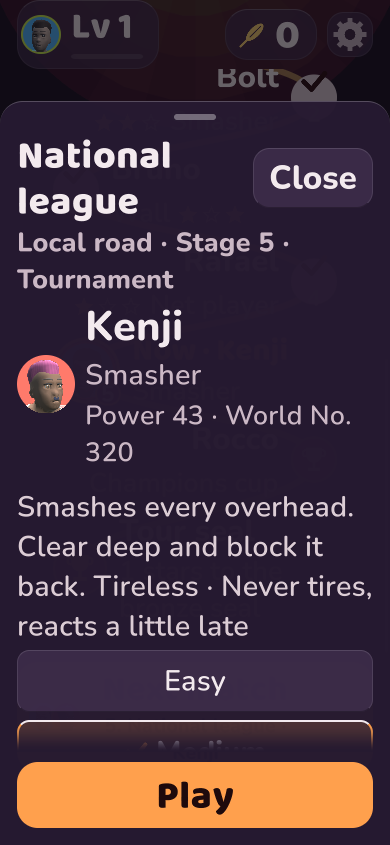 Lv 1
0
Bolt
National
league
Close
Local road · Stage 5 ·
Tournament
Kenji
Smasher
Power 43 · World No.
320
Smashes every overhead.
Clear deep and block it
back. Tireless · Never tires,
reacts a little late
Easy
✓ Medium
Play